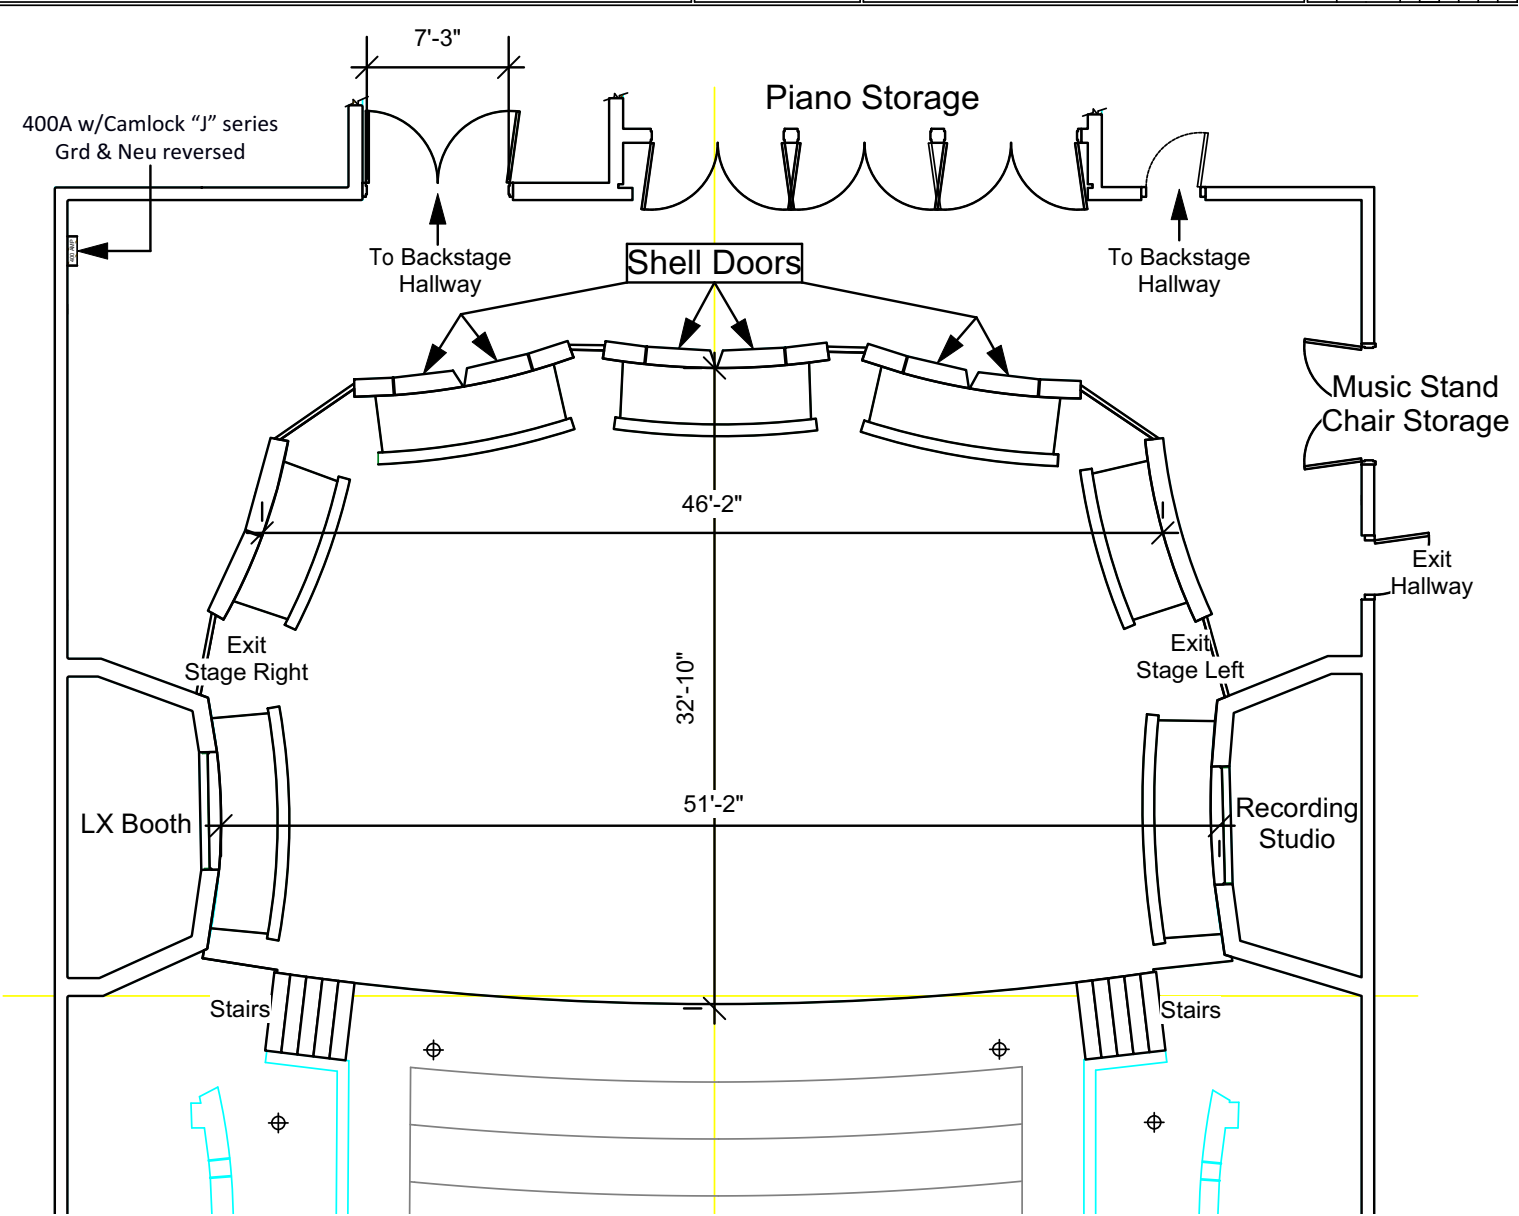 7'-3"
Piano Storage
400A w/Camlock “J” series
Grd & Neu reversed
400 AMP
To Backstage
Hallway
Shell Doors
To Backstage
Hallway
Music Stand
Chair Storage
46'-2"
Exit
Hallway
Exit
Stage Right
Exit
Stage Left
32'-10"
51'-2"
LX Booth
Recording
Studio
Stairs
Stairs